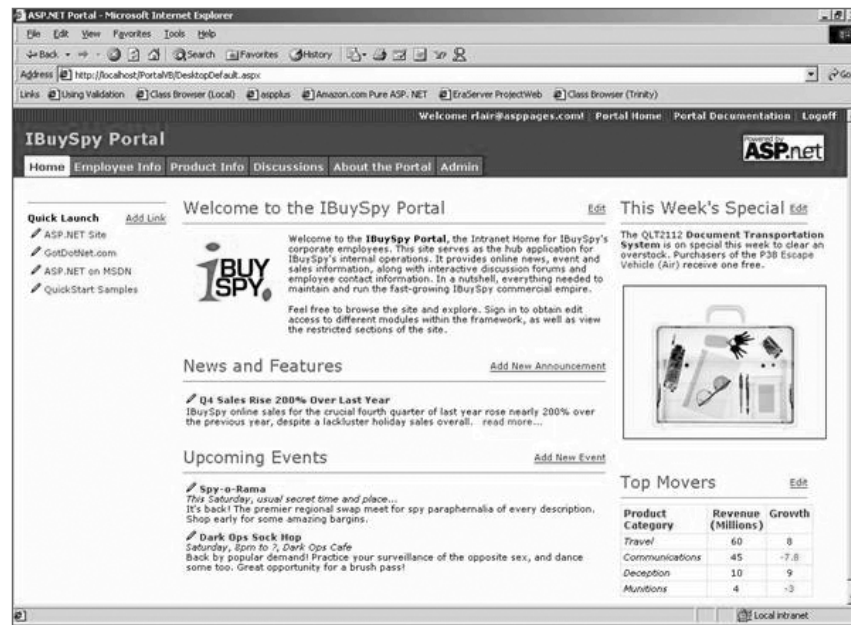 ASP.NET Portal - Microsoft Internet Explorer
File Edit View Favorites Tools Help
Back Search Favorites History
Address http://localhost/PortalVB/DesktopDefault.aspx Go
Links Using Validation Class Browser (Local) aspplus Amazon.com Pure ASP. NET EraServer ProjectWeb Class Browser (Trinity)
Welcome rlair@asppages.com! | Portal Home Portal Documentation | Logoff
IBuySpy Portal
Powered by ASP.net
Home Employee Info Product Info Discussions About the Portal Admin
Quick Launch Add Link
ASP.NET Site
GotDotNet.com
ASP.NET on MSDN
QuickStart Samples
Welcome to the IBuySpy Portal Edit
I BUY SPY.
Welcome to the IBuySpy Portal, the Intranet Home for IBuySpy's
corporate employees. This site serves as the hub application for
IBuySpy's internal operations. It provides online news, event and
sales information, along with interactive discussion forums and
employee contact information. In a nutshell, everything needed to
maintain and run the fast-growing IBuySpy commercial empire.
Feel free to browse the site and explore. Sign in to obtain edit
access to different modules within the framework, as well as view
the restricted sections of the site.
News and Features Add New Announcement
Q4 Sales Rise 200% Over Last Year
IBuySpy online sales for the crucial fourth quarter of last year rose nearly 200% over
the previous year, despite a lackluster holiday sales overall. read more...
Upcoming Events Add New Event
Spy-o-Rama
This Saturday, usual secret time and place...
It's back! The premier regional swap meet for spy paraphernalia of every description.
Shop early for some amazing bargins.
Dark Ops Sock Hop
Saturday, 8pm to ?, Dark Ops Cafe
Back by popular demand! Practice your surveillance of the opposite sex, and dance
some too. Great opportunity for a brush pass!
This Week's Special Edit
The QLT2112 Document Transportation
System is on special this week to clear an
overstock. Purchasers of the P38 Escape
Vehicle (Air) receive one free.
Top Movers Edit
Product Category Revenue (Millions) Growth
Travel 60 8
Communications 45 -7.8
Deception 10 9
Munitions 4 -3
Local intranet